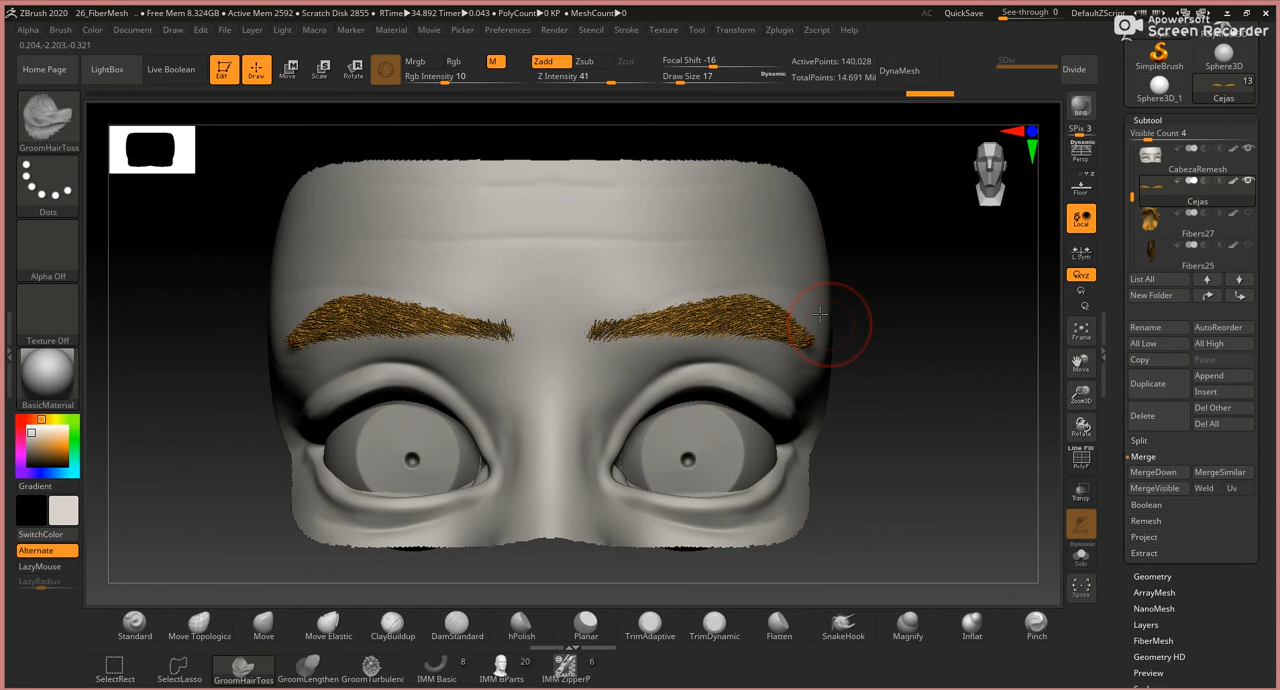 ZBrush 2020 26_FiberMesh .. • Free Mem 8.324GB • Active Mem 2592 • Scratch Disk 2855 • RTime▶34.892 Timer▶0.043 • PolyCount▶0 KP • MeshCount▶0 AC QuickSave See-through 0 DefaultZScript
Apowersoft
Screen Recorder
Alpha Brush Color Document Draw Edit File Layer Light Macro Marker Material Movie Picker Preferences Render Stencil Stroke Texture Tool Transform Zplugin Zscript Help
0.204,-2.203,-0.321
Home Page LightBox Live Boolean Edit Draw Move Scale Rotate
Mrgb Rgb M Zadd Zsub Zcut
Rgb Intensity 10 Z Intensity 41
Focal Shift -16
Draw Size 17 Dynamic
ActivePoints: 140,028
TotalPoints: 14.691 Mil
DynaMesh SDiv Divide
SimpleBrush Sphere3D
13
Sphere3D_1 Cejas
GroomHairToss
Dots
Alpha Off
Texture Off
BasicMaterial
Gradient
SwitchColor
Alternate
LazyMouse
LazyRadius
BPR
SPix 3
Dynamic
Persp
Floor
Local
L.Sym
XYZ
Frame
Move
Zoom3D
Rotate
Line Fill
PolyF
Transp
Dynamic
Solo
Xpose
Subtool
Visible Count 4
CabezaRemesh
Cejas
Fibers27
Fibers25
List All
New Folder
Rename AutoReorder
All Low All High
Copy Paste
Duplicate Append
Insert
Delete Del Other
Del All
Split
Merge
MergeDown MergeSimilar
MergeVisible Weld Uv
Boolean
Remesh
Project
Extract
Geometry
ArrayMesh
NanoMesh
Layers
FiberMesh
Geometry HD
Preview
Standard Move Topologica Move Move Elastic ClayBuildup DamStandard hPolish Planar TrimAdaptive TrimDynamic Flatten SnakeHook Magnify Inflat Pinch
8 20 6
SelectRect SelectLasso GroomHairToss GroomLengthen GroomTurbulenc IMM Basic IMM BParts IMM ZipperP